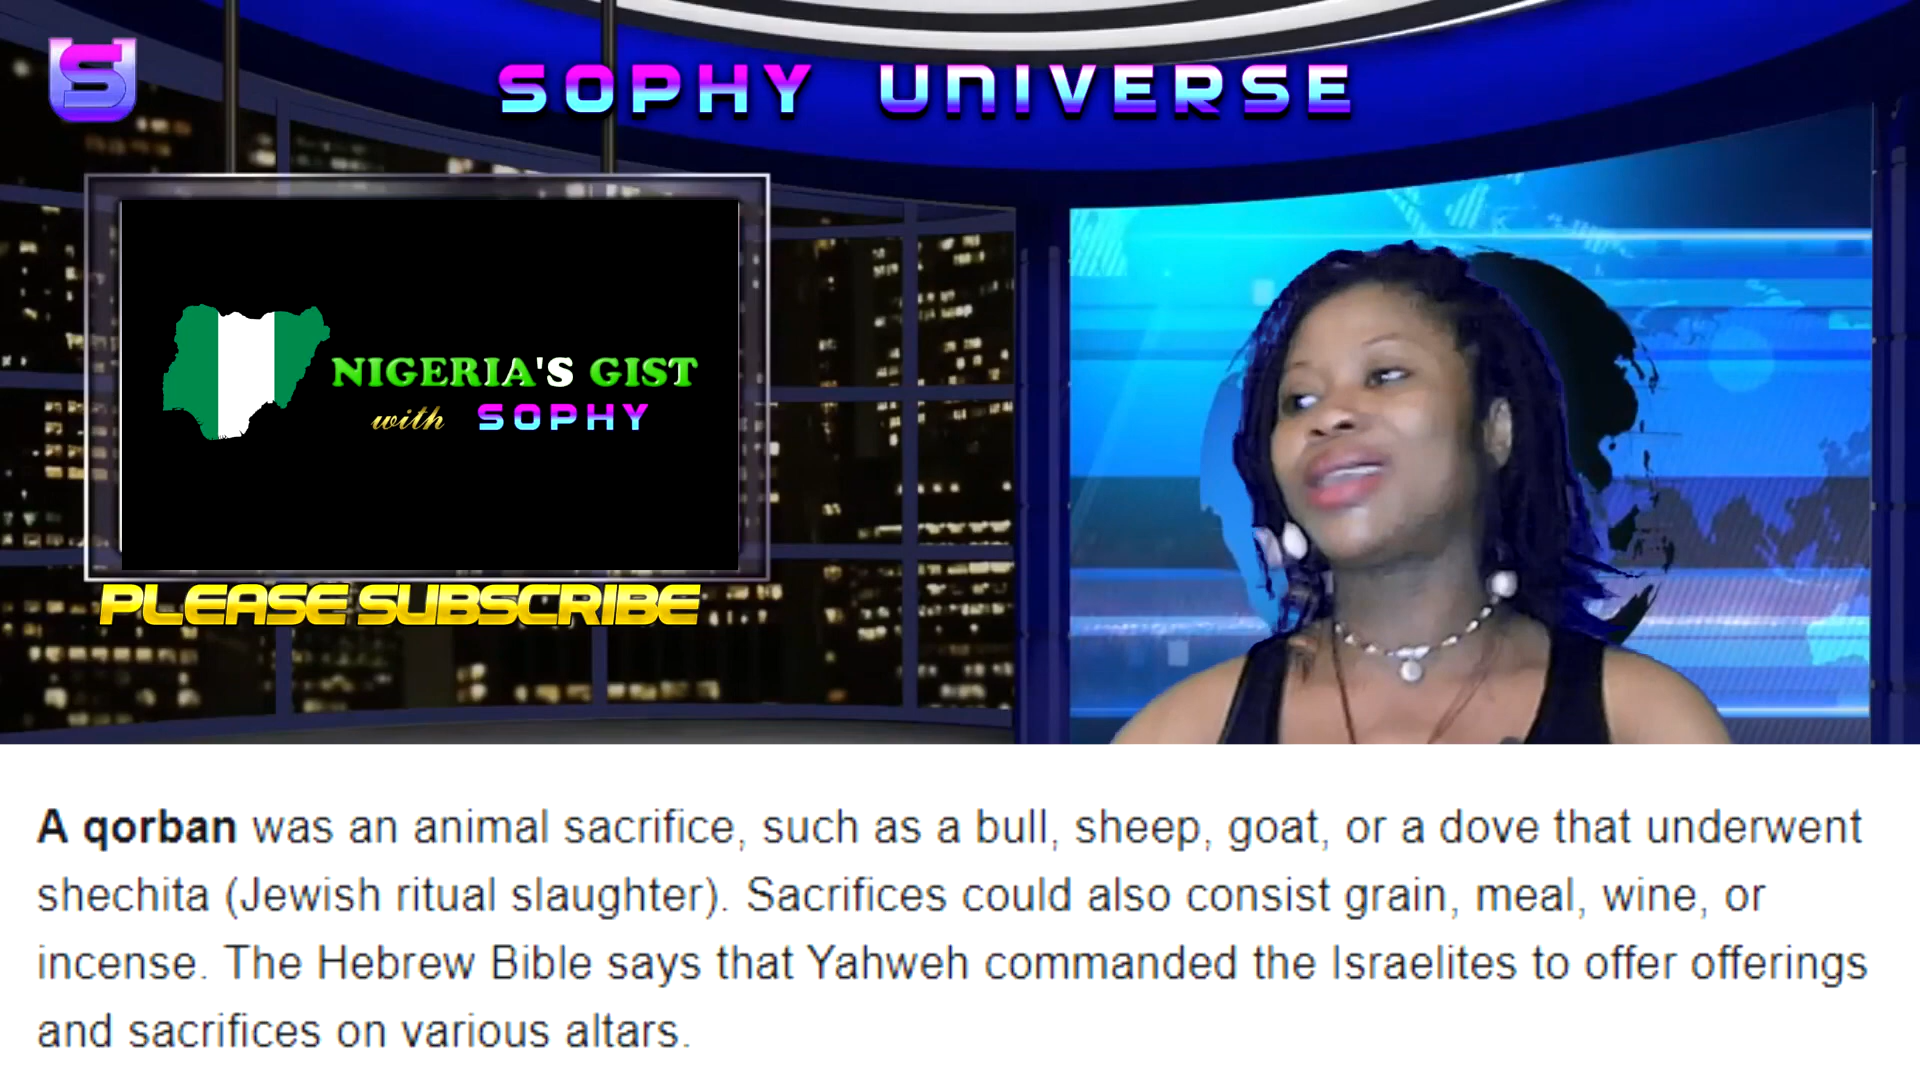 S
SOPHY UNIVERSE
NIGERIA'S GIST
with SOPHY
PLEASE SUBSCRIBE
A qorban was an animal sacrifice, such as a bull, sheep, goat, or a dove that underwent
shechita (Jewish ritual slaughter). Sacrifices could also consist grain, meal, wine, or
incense. The Hebrew Bible says that Yahweh commanded the Israelites to offer offerings
and sacrifices on various altars.